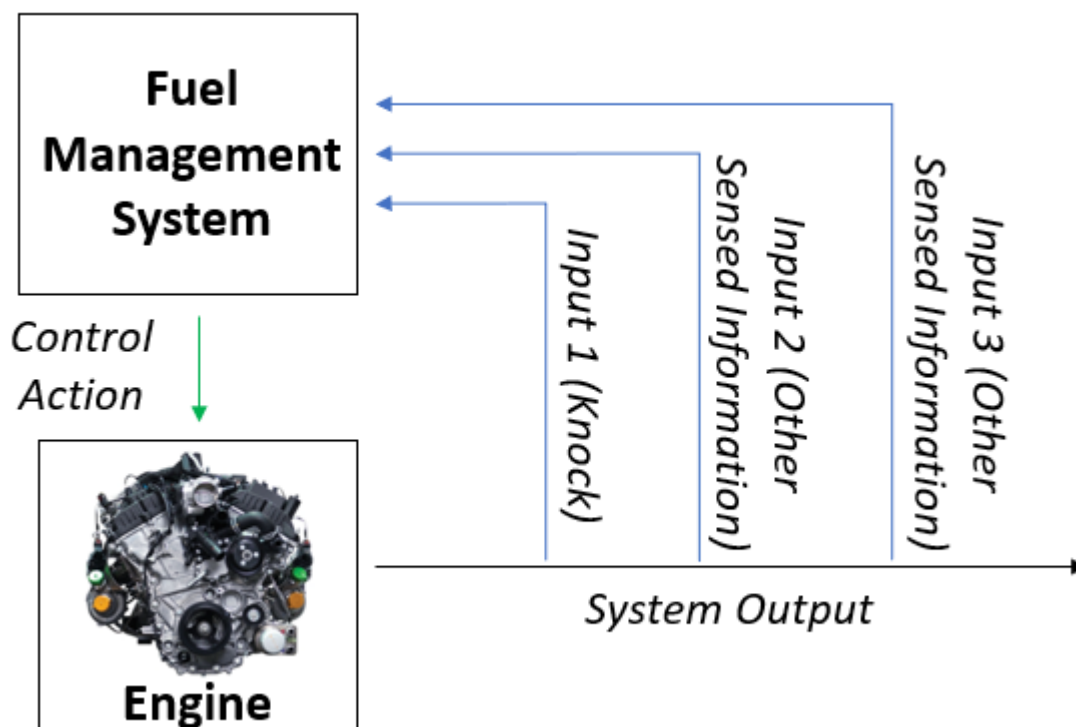 Fuel
Management
System
Control
Action
Input 1 (Knock)
Input 2 (Other
Sensed Information)
Input 3 (Other
Sensed Information)
System Output
Engine